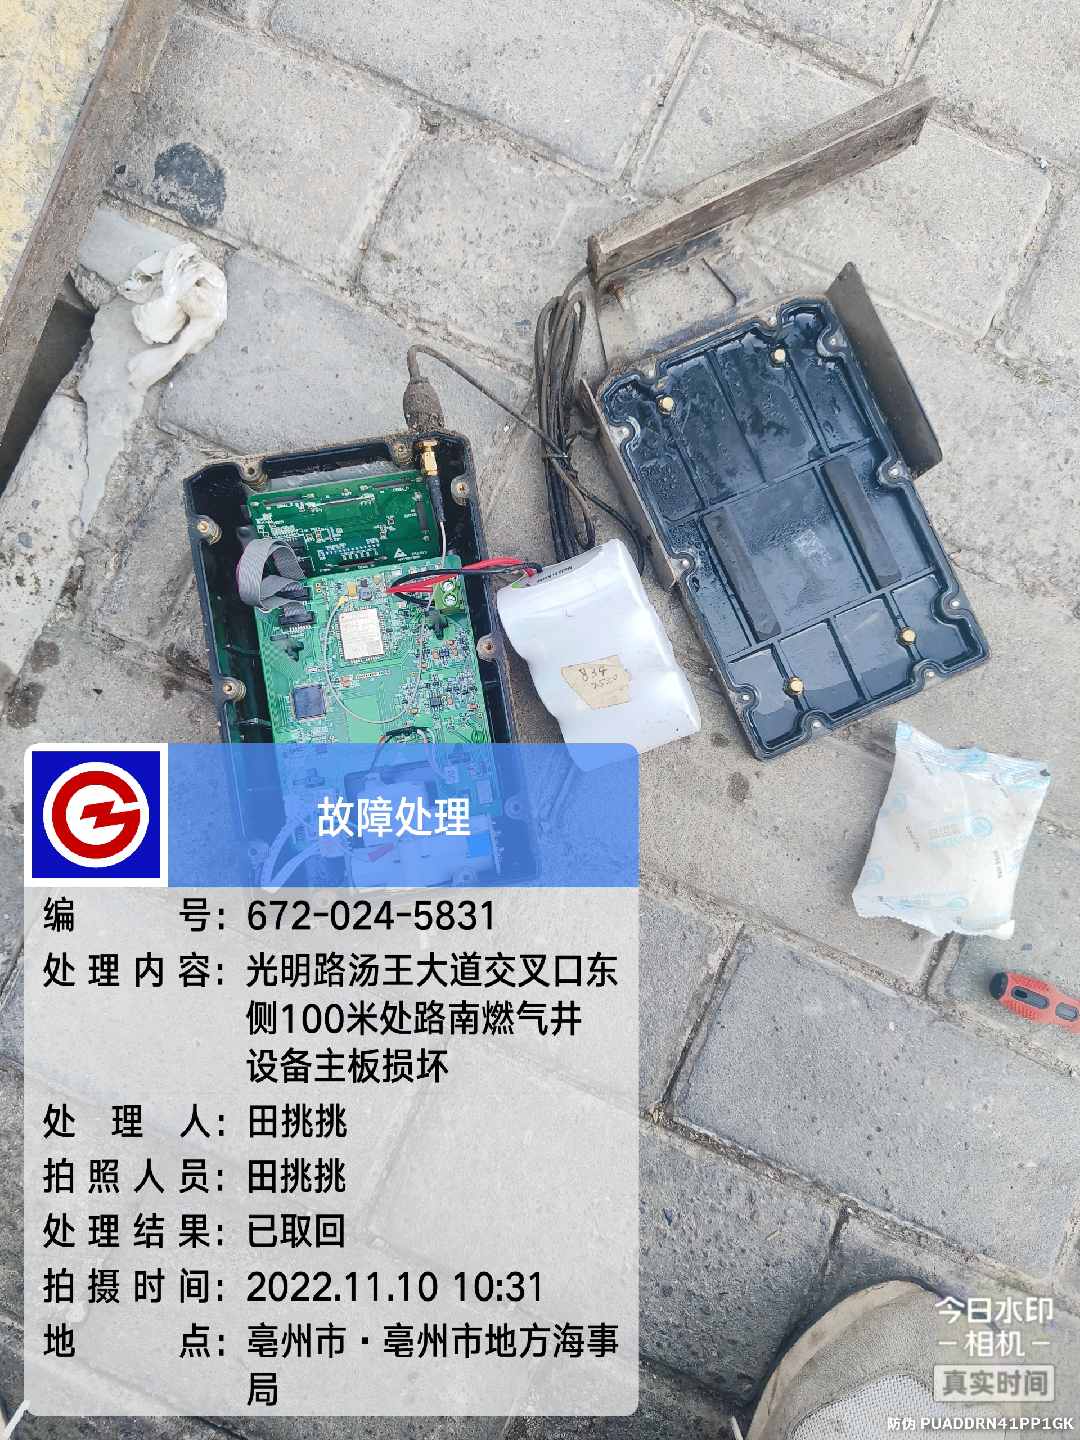 834
故障处理
编号：672-024-5831
处理内容：光明路汤王大道交叉口东
侧100米处路南燃气井
设备主板损坏
处理人：田挑挑
拍照人员：田挑挑
处理结果：已取回
拍摄时间：2022.11.10 10:31
地点：亳州市·亳州市地方海事
局
今日水印
相机
真实时间
防伪 PUADDRN41PP1GK